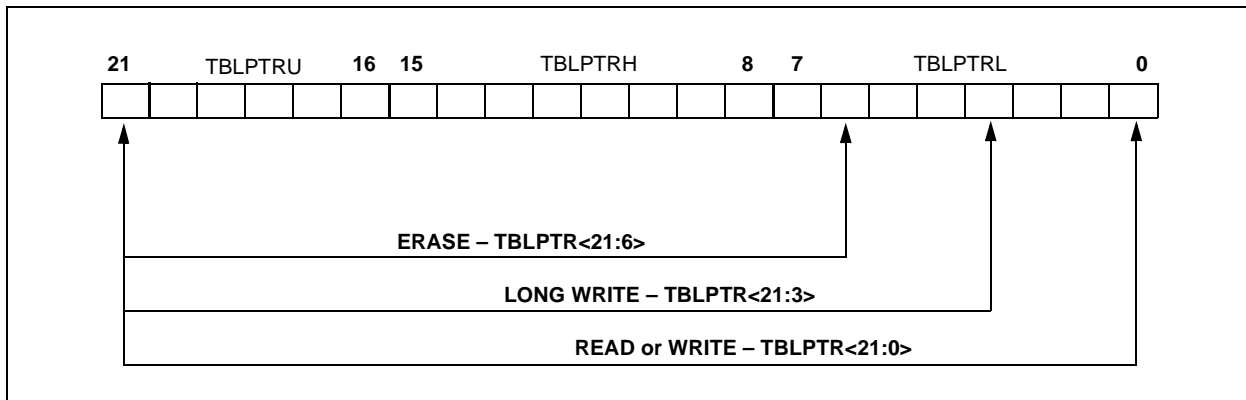 21 TBLPTRU 16 15 TBLPTRH 8 7 TBLPTRL 0
ERASE – TBLPTR<21:6>
LONG WRITE – TBLPTR<21:3>
READ or WRITE – TBLPTR<21:0>